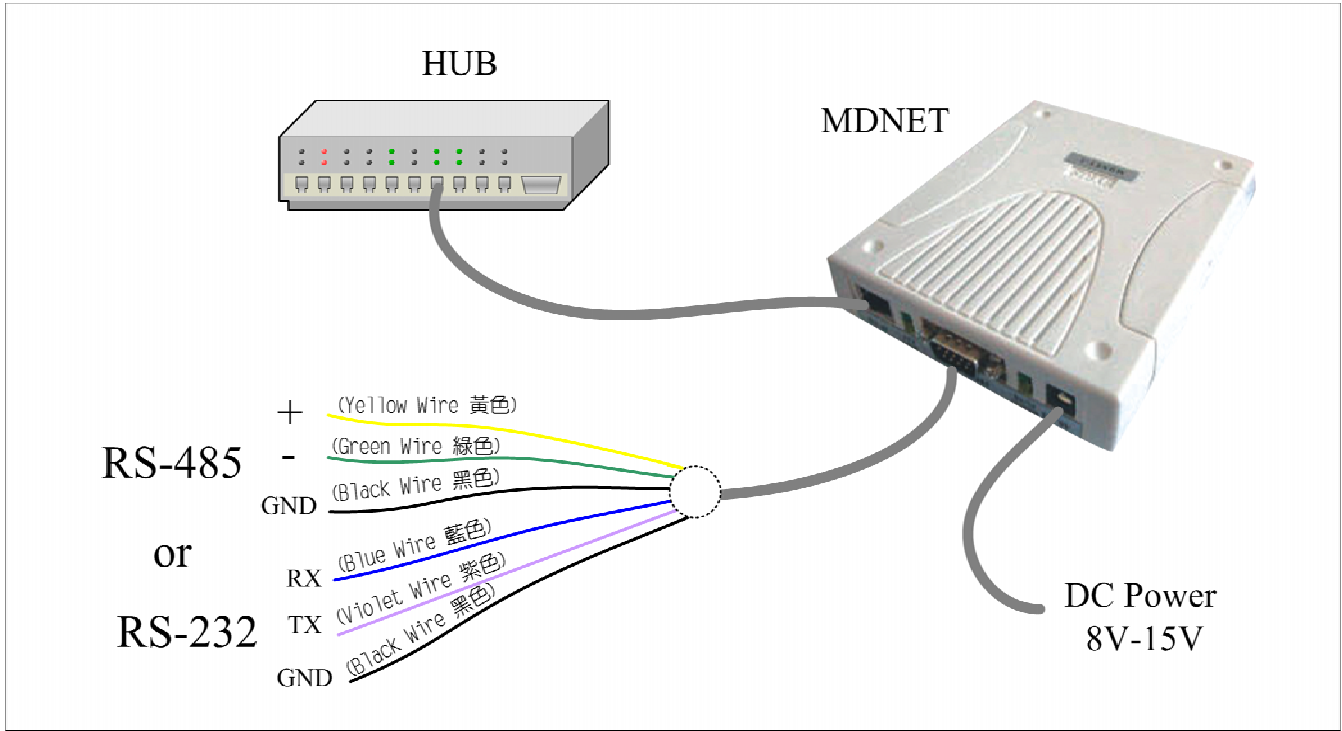 HUB
MDNET
+ (Yellow Wire 黃色)
RS-485 - (Green Wire 綠色)
GND (Black Wire 黑色)
or
RX (Blue Wire 藍色)
RS-232 TX (Violet Wire 紫色)
GND (Black Wire 黑色)
DC Power
8V-15V